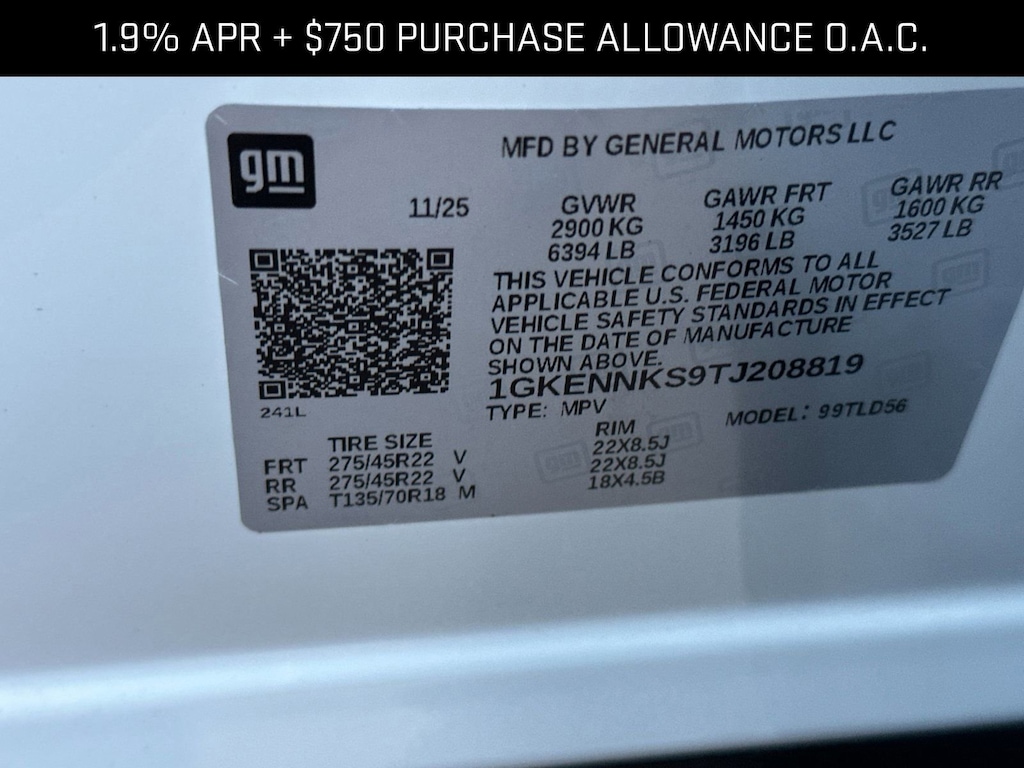 1.9% APR + $750 PURCHASE ALLOWANCE O.A.C.
gm
MFD BY GENERAL MOTORS LLC
11/25
GVWR
2900 KG
6394 LB
GAWR FRT
1450 KG
3196 LB
GAWR RR
1600 KG
3527 LB
THIS VEHICLE CONFORMS TO ALL
APPLICABLE U.S. FEDERAL MOTOR
VEHICLE SAFETY STANDARDS IN EFFECT
ON THE DATE OF MANUFACTURE
SHOWN ABOVE.
1GKENNKS9TJ208819
TYPE: MPV
MODEL: 99TLD56
241L
TIRE SIZE
RIM
FRT 275/45R22 V 22X8.5J
RR 275/45R22 V 22X8.5J
SPA T135/70R18 M 18X4.5B